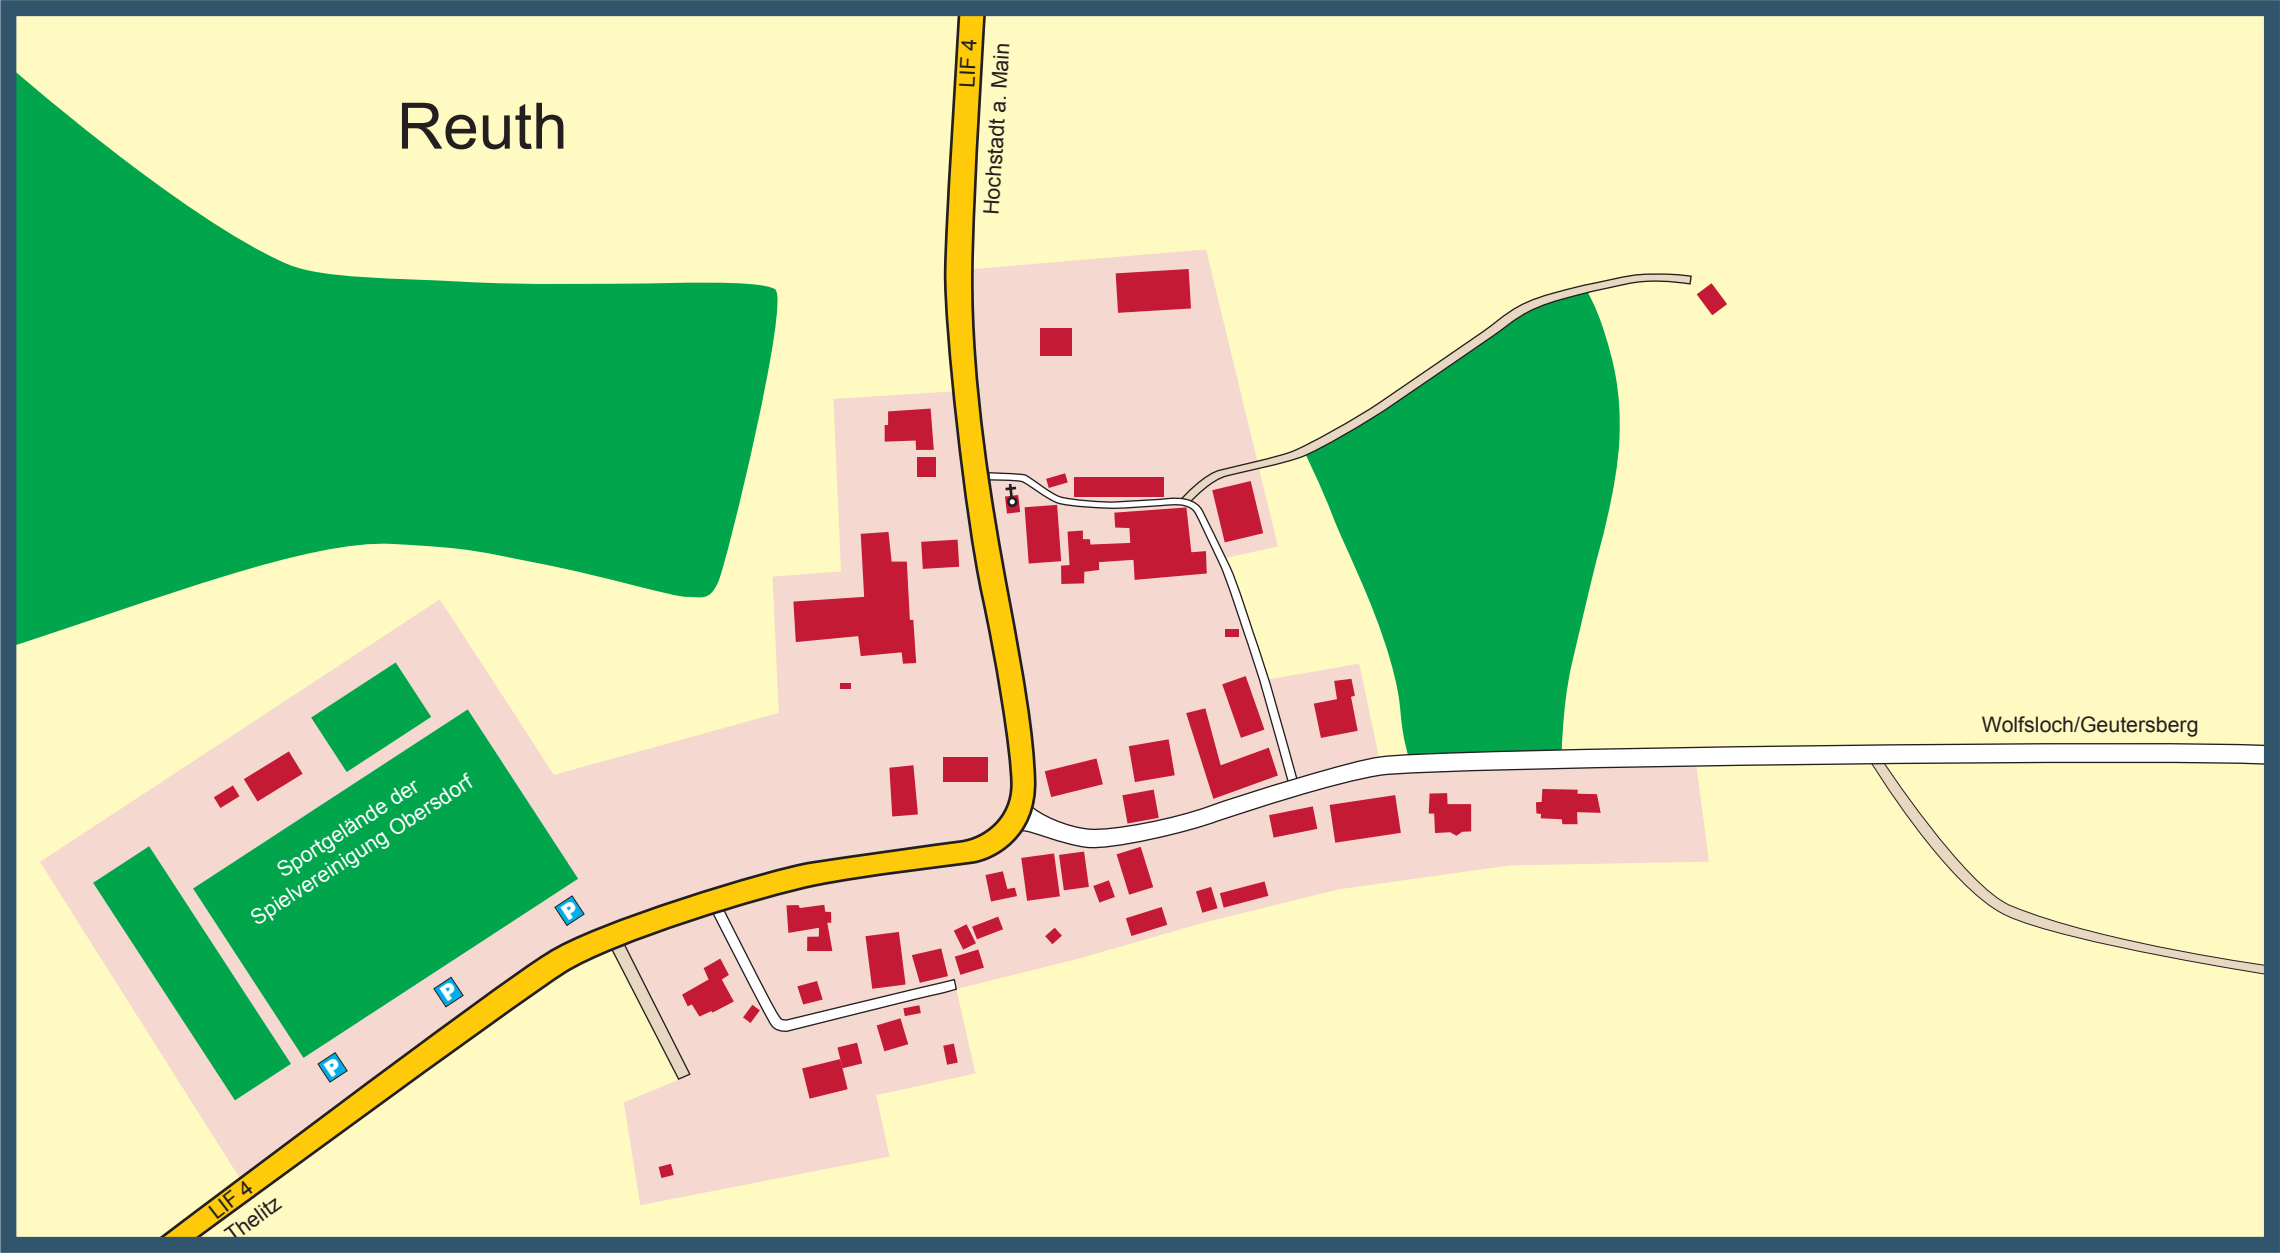 LIF 4
Hochstadt a. Main
Reuth
Wolfsloch/Geutersberg
Sportgelände der
Spielvereinigung Obersdorf
P
P
P
LIF 4
Thelitz